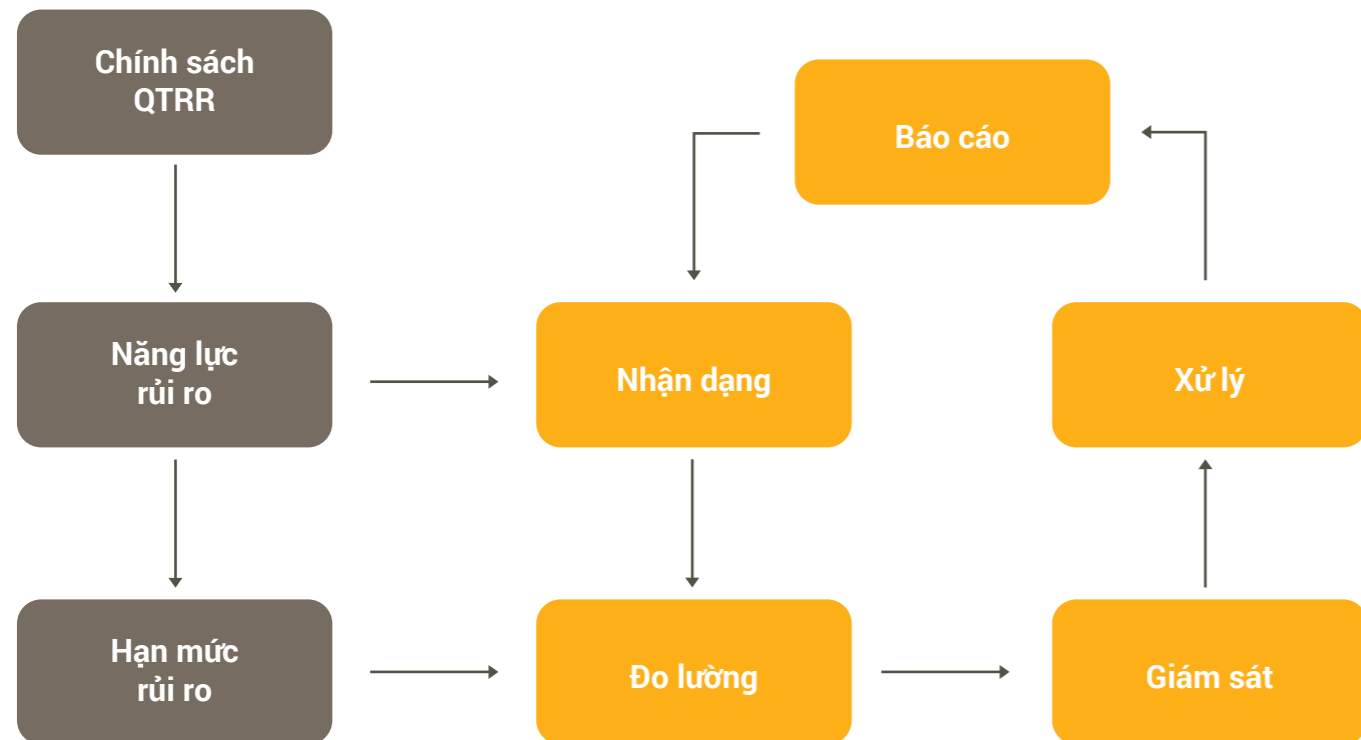 Chính sách
QTRR
Báo cáo
Năng lực
rủi ro
Nhận dạng
Xử lý
Hạn mức
rủi ro
Đo lường
Giám sát